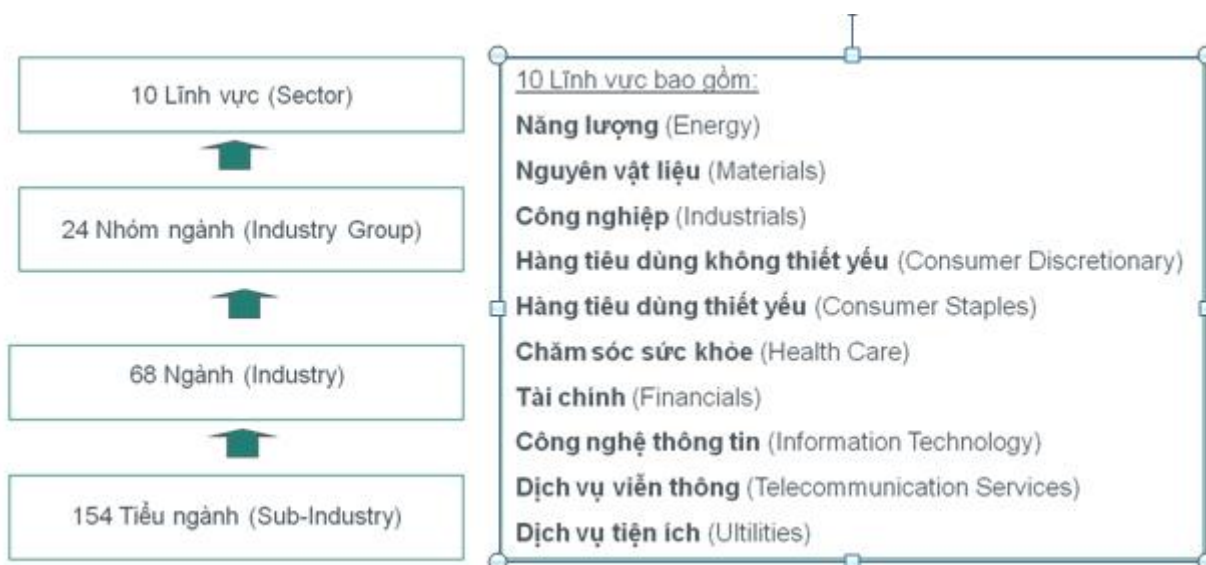 10 Lĩnh vực (Sector)
24 Nhóm ngành (Industry Group)
68 Ngành (Industry)
154 Tiểu ngành (Sub-Industry)
10 Lĩnh vực bao gồm:
Năng lượng (Energy)
Nguyên vật liệu (Materials)
Công nghiệp (Industrials)
Hàng tiêu dùng không thiết yếu (Consumer Discretionary)
Hàng tiêu dùng thiết yếu (Consumer Staples)
Chăm sóc sức khỏe (Health Care)
Tài chính (Financials)
Công nghệ thông tin (Information Technology)
Dịch vụ viễn thông (Telecommunication Services)
Dịch vụ tiện ích (Ultilities)